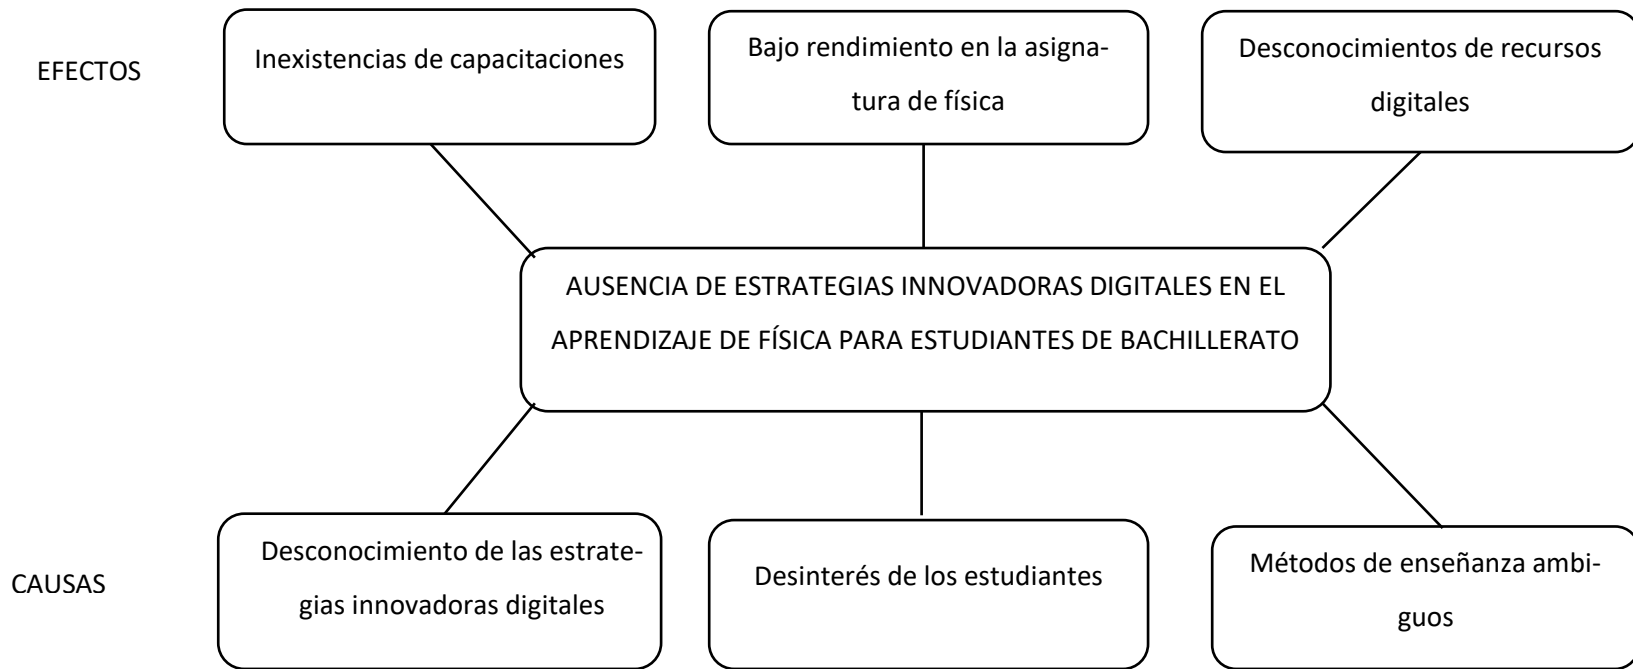 EFECTOS
Inexistencias de capacitaciones
Bajo rendimiento en la asigna-
tura de física
Desconocimientos de recursos
digitales
AUSENCIA DE ESTRATEGIAS INNOVADORAS DIGITALES EN EL
APRENDIZAJE DE FÍSICA PARA ESTUDIANTES DE BACHILLERATO
CAUSAS
Desconocimiento de las estrate-
gias innovadoras digitales
Desinterés de los estudiantes
Métodos de enseñanza ambi-
guos